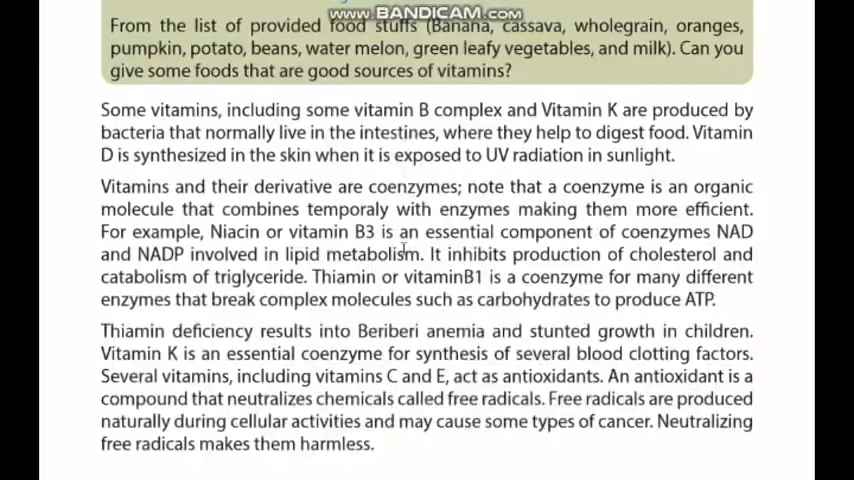 www.BANDICAM.com
From the list of provided food stuffs (Banana, cassava, wholegrain, oranges,
pumpkin, potato, beans, water melon, green leafy vegetables, and milk). Can you
give some foods that are good sources of vitamins?
Some vitamins, including some vitamin B complex and Vitamin K are produced by
bacteria that normally live in the intestines, where they help to digest food. Vitamin
D is synthesized in the skin when it is exposed to UV radiation in sunlight.
Vitamins and their derivative are coenzymes; note that a coenzyme is an organic
molecule that combines temporaly with enzymes making them more efficient.
For example, Niacin or vitamin B3 is an essential component of coenzymes NAD
and NADP involved in lipid metabolism. It inhibits production of cholesterol and
catabolism of triglyceride. Thiamin or vitaminB1 is a coenzyme for many different
enzymes that break complex molecules such as carbohydrates to produce ATP.
Thiamin deficiency results into Beriberi anemia and stunted growth in children.
Vitamin K is an essential coenzyme for synthesis of several blood clotting factors.
Several vitamins, including vitamins C and E, act as antioxidants. An antioxidant is a
compound that neutralizes chemicals called free radicals. Free radicals are produced
naturally during cellular activities and may cause some types of cancer. Neutralizing
free radicals makes them harmless.